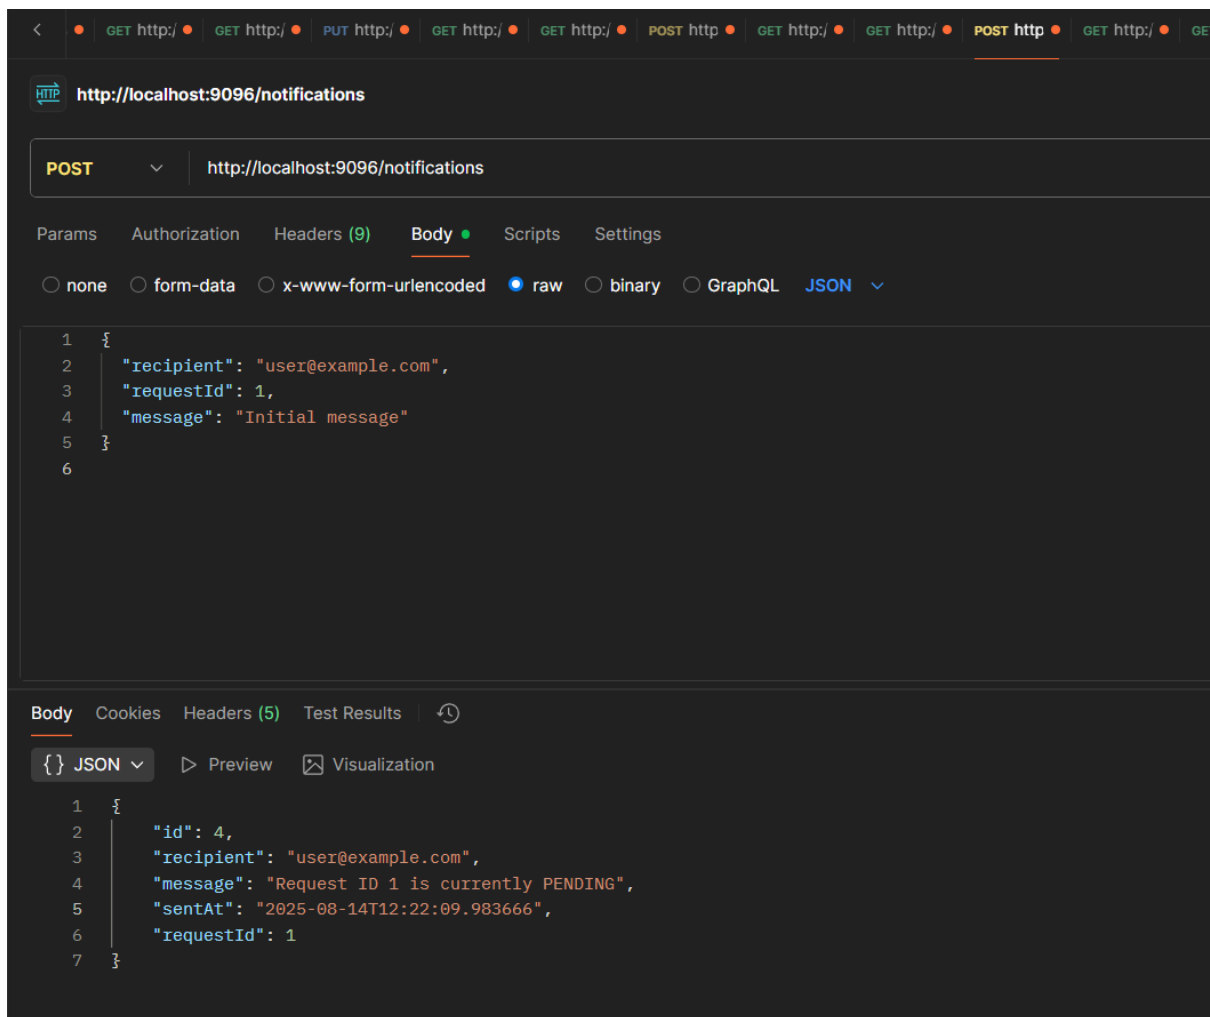 GET http:/ GET http:/ PUT http:/ GET http:/ GET http:/ POST http GET http:/ GET http:/ POST http GET http:/ GE
HTTP http://localhost:9096/notifications
POST http://localhost:9096/notifications
Params Authorization Headers (9) Body Scripts Settings
none form-data x-www-form-urlencoded raw binary GraphQL JSON
1 {
2 "recipient": "user@example.com",
3 "requestId": 1,
4 "message": "Initial message"
5 }
6
Body Cookies Headers (5) Test Results
{} JSON Preview Visualization
1 {
2 "id": 4,
3 "recipient": "user@example.com",
4 "message": "Request ID 1 is currently PENDING",
5 "sentAt": "2025-08-14T12:22:09.983666",
6 "requestId": 1
7 }